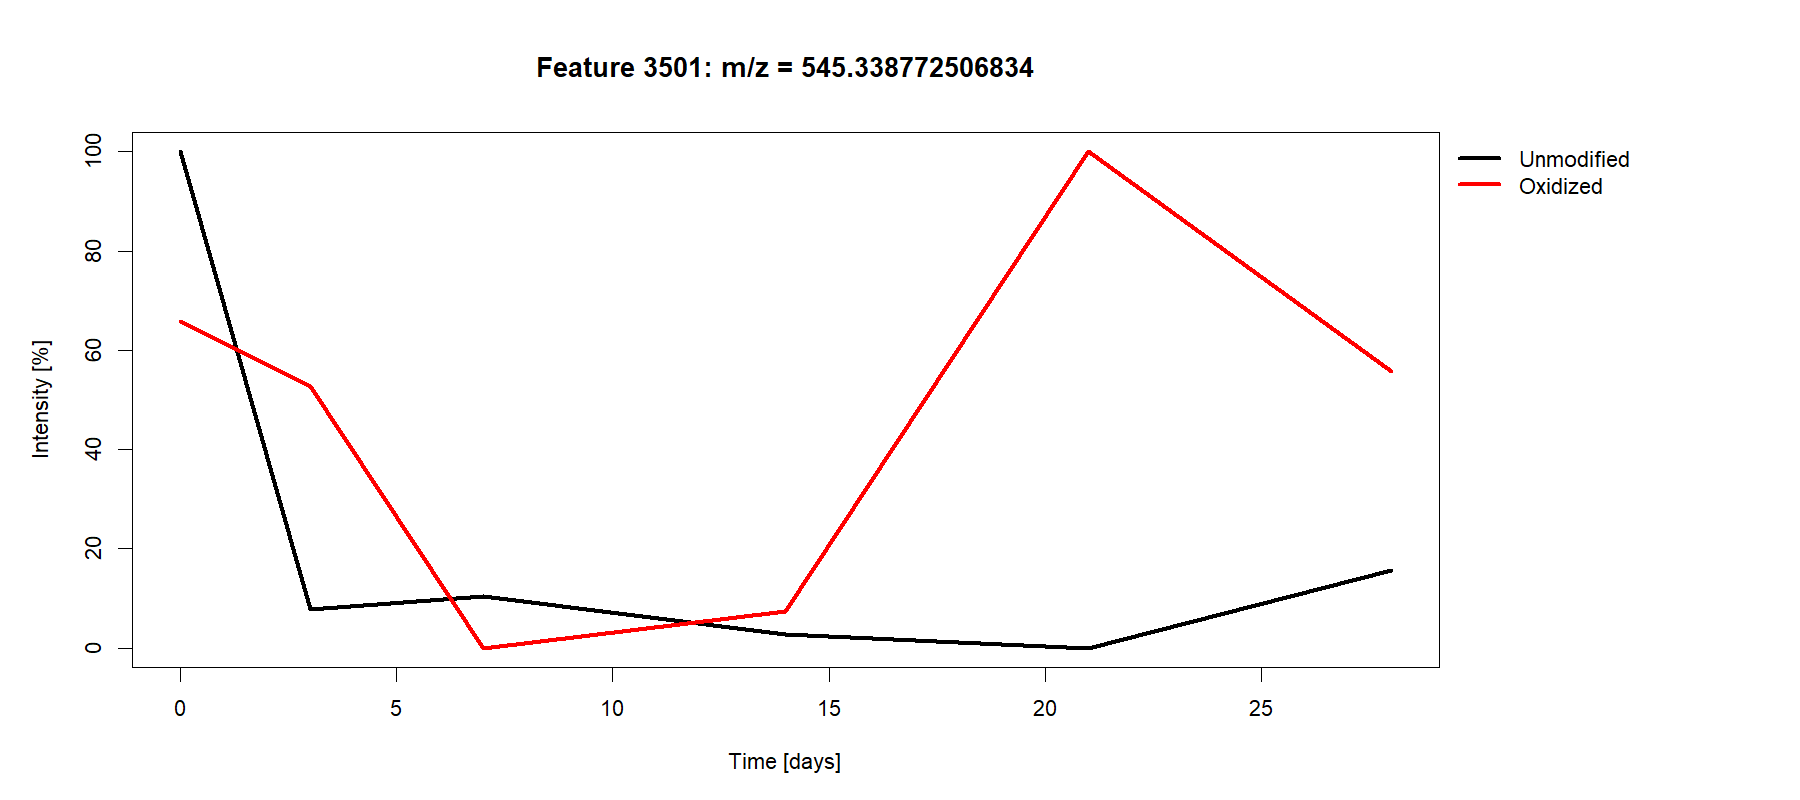 Feature 3501: m/z = 545.338772506834
Unmodified
Oxidized
Intensity [%]
100
80
60
40
20
0
0 5 10 15 20 25
Time [days]